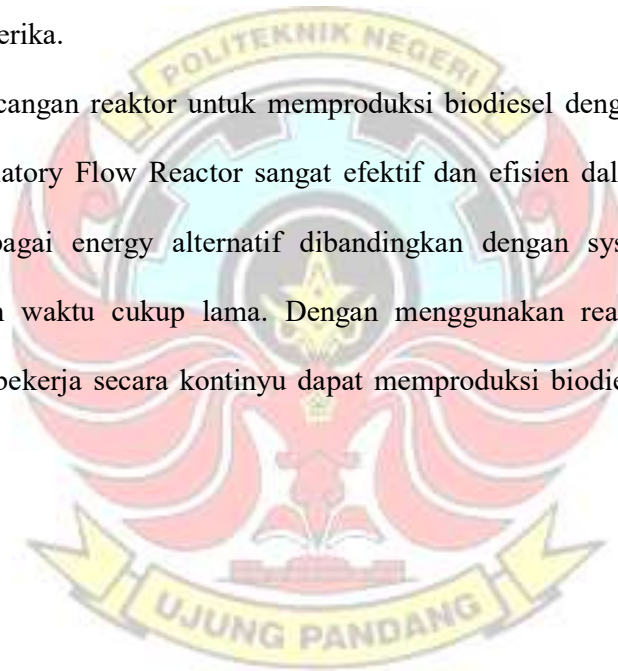 erika.
POLITEKNIK NEGERI
cangan reaktor untuk memproduksi biodiesel deng
latory Flow Reactor sangat efektif dan efisien dal
bagai energy alternatif dibandingkan dengan sys
n waktu cukup lama. Dengan menggunakan rea
bekerja secara kontinyu dapat memproduksi biodie
UJUNG PANDANG